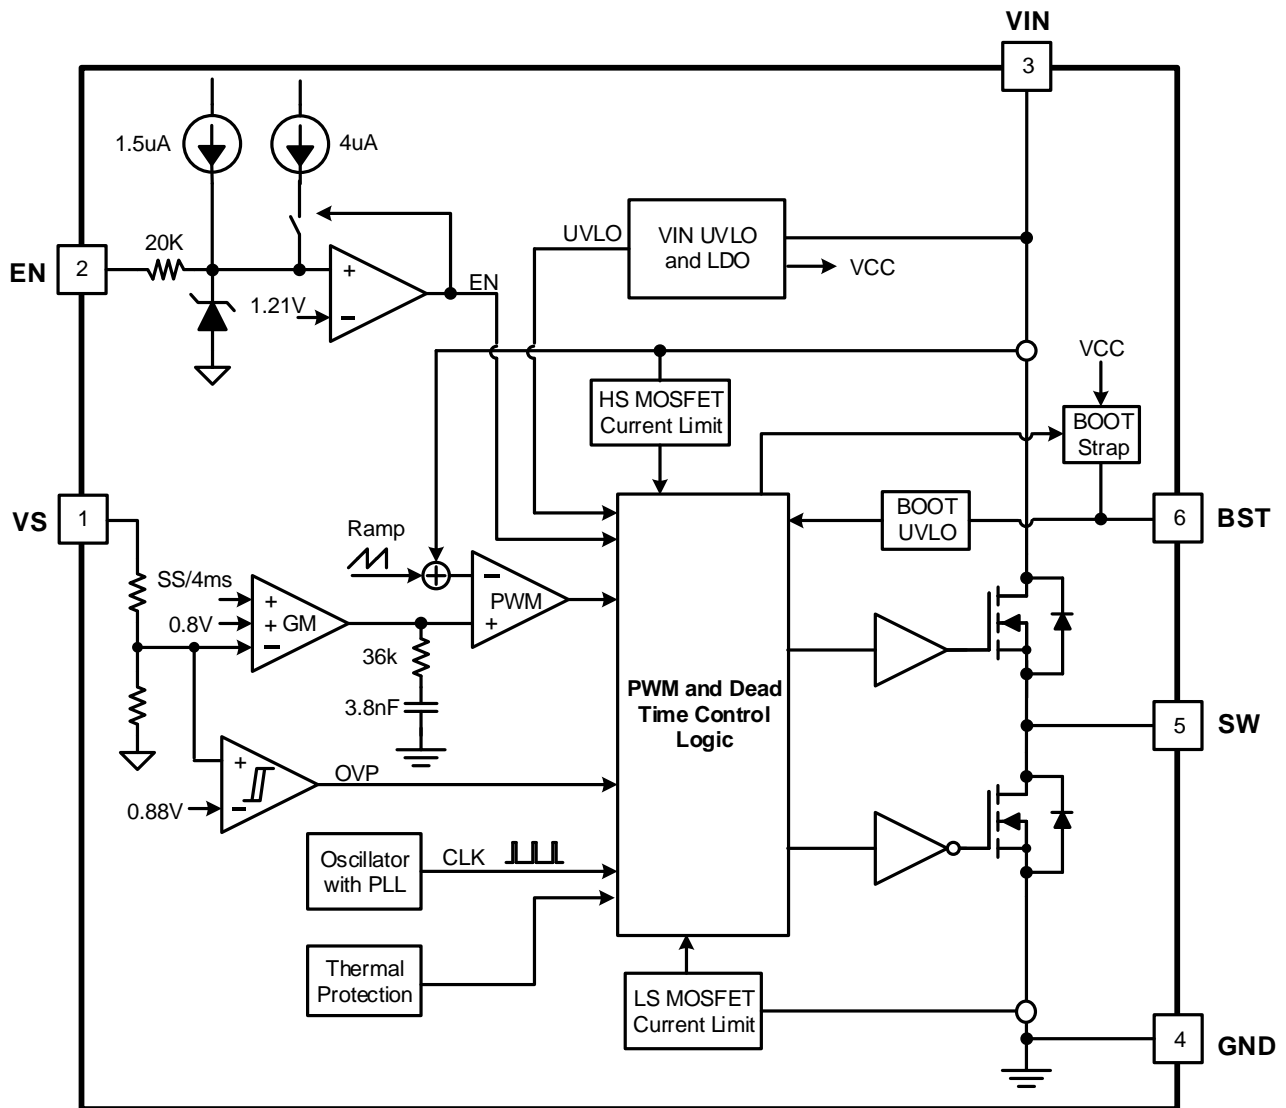 VIN
3
1.5uA
4uA
20K
EN
2
1.21V
EN
UVLO
VIN UVLO
and LDO
VCC
VCC
HS MOSFET
Current Limit
BOOT
Strap
VS
1
BOOT
UVLO
6
BST
Ramp
SS/4ms
0.8V
GM
PWM
36k
3.8nF
PWM and Dead
Time Control
Logic
5
SW
OVP
0.88V
Oscillator
with PLL
CLK
Thermal
Protection
LS MOSFET
Current Limit
4
GND